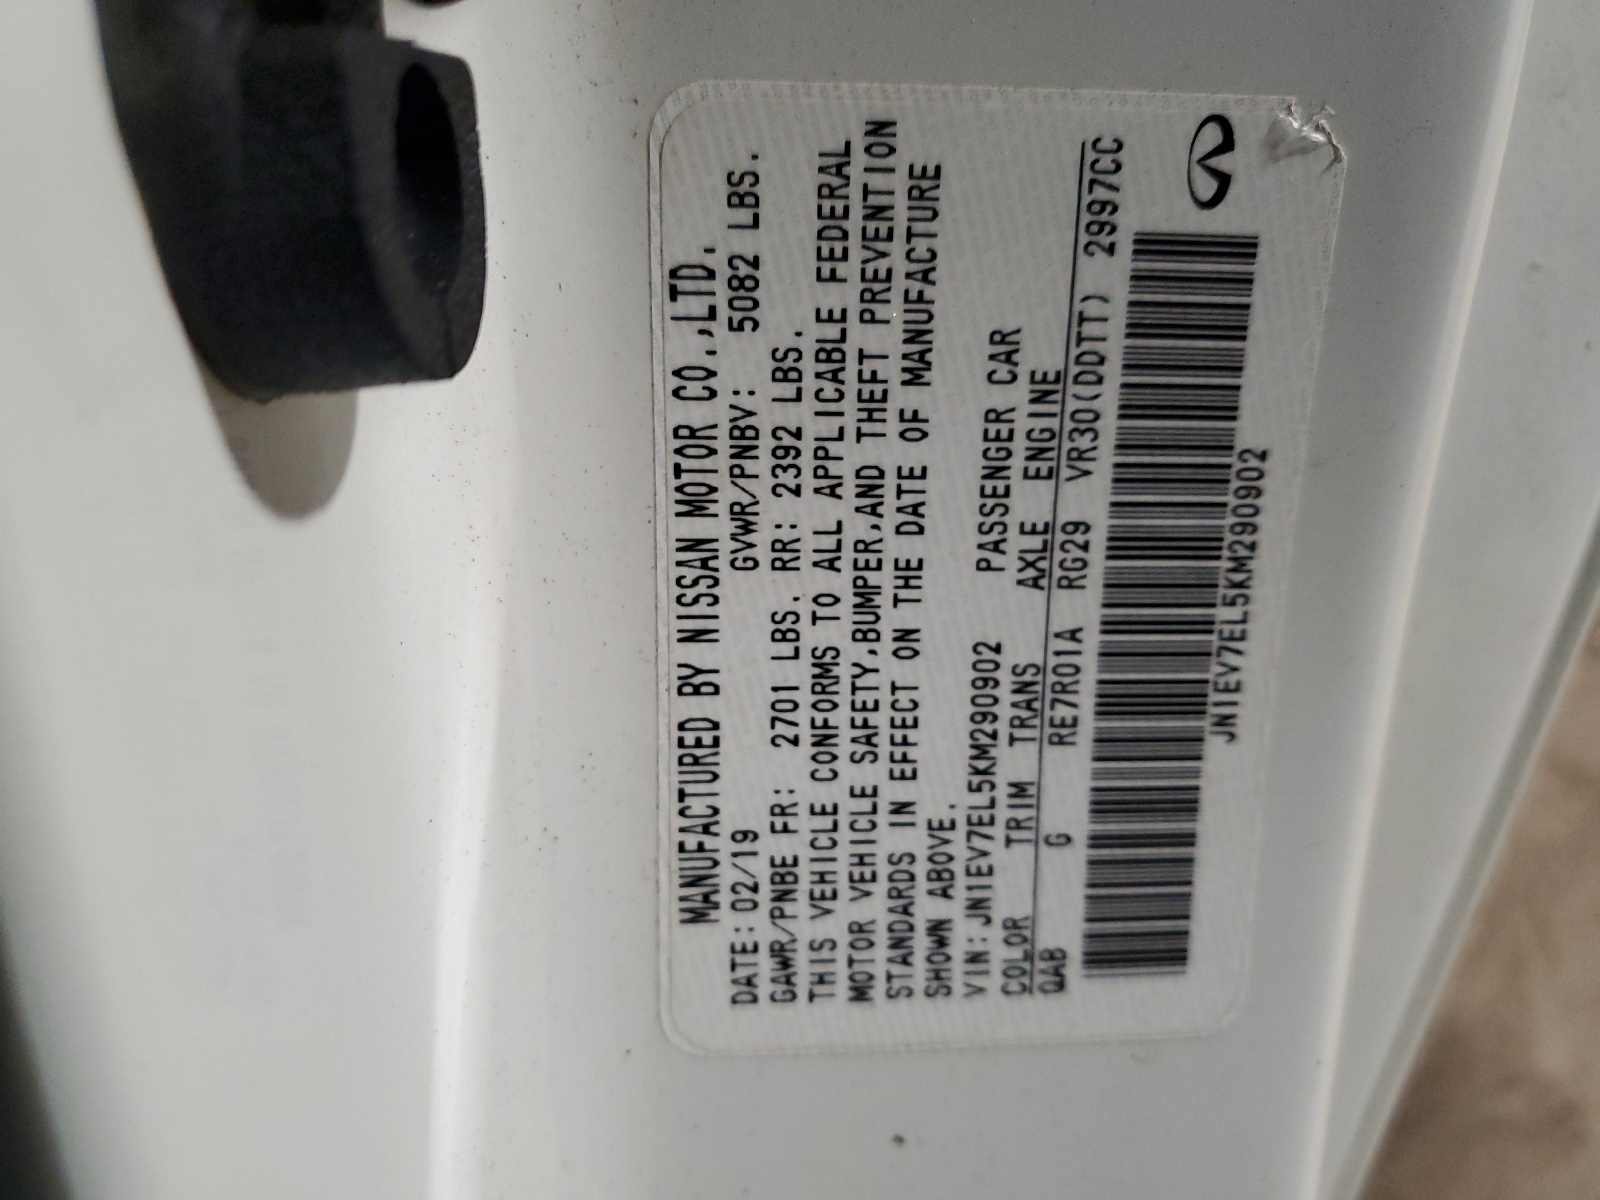 MANUFACTURED BY NISSAN MOTOR CO.,LTD.
DATE: 02/19 GVWR/PNBV: 5082 LBS.
GAWR/PNBE FR: 2701 LBS. RR: 2392 LBS.
THIS VEHICLE CONFORMS TO ALL APPLICABLE FEDERAL
MOTOR VEHICLE SAFETY,BUMPER,AND THEFT PREVENTION
STANDARDS IN EFFECT ON THE DATE OF MANUFACTURE
SHOWN ABOVE.
VIN:JN1EV7EL5KM290902 PASSENGER CAR
COLOR TRIM TRANS AXLE ENGINE
QAB G RE7R01A RG29 VR30(DDTT) 2997CC
JN1EV7EL5KM290902